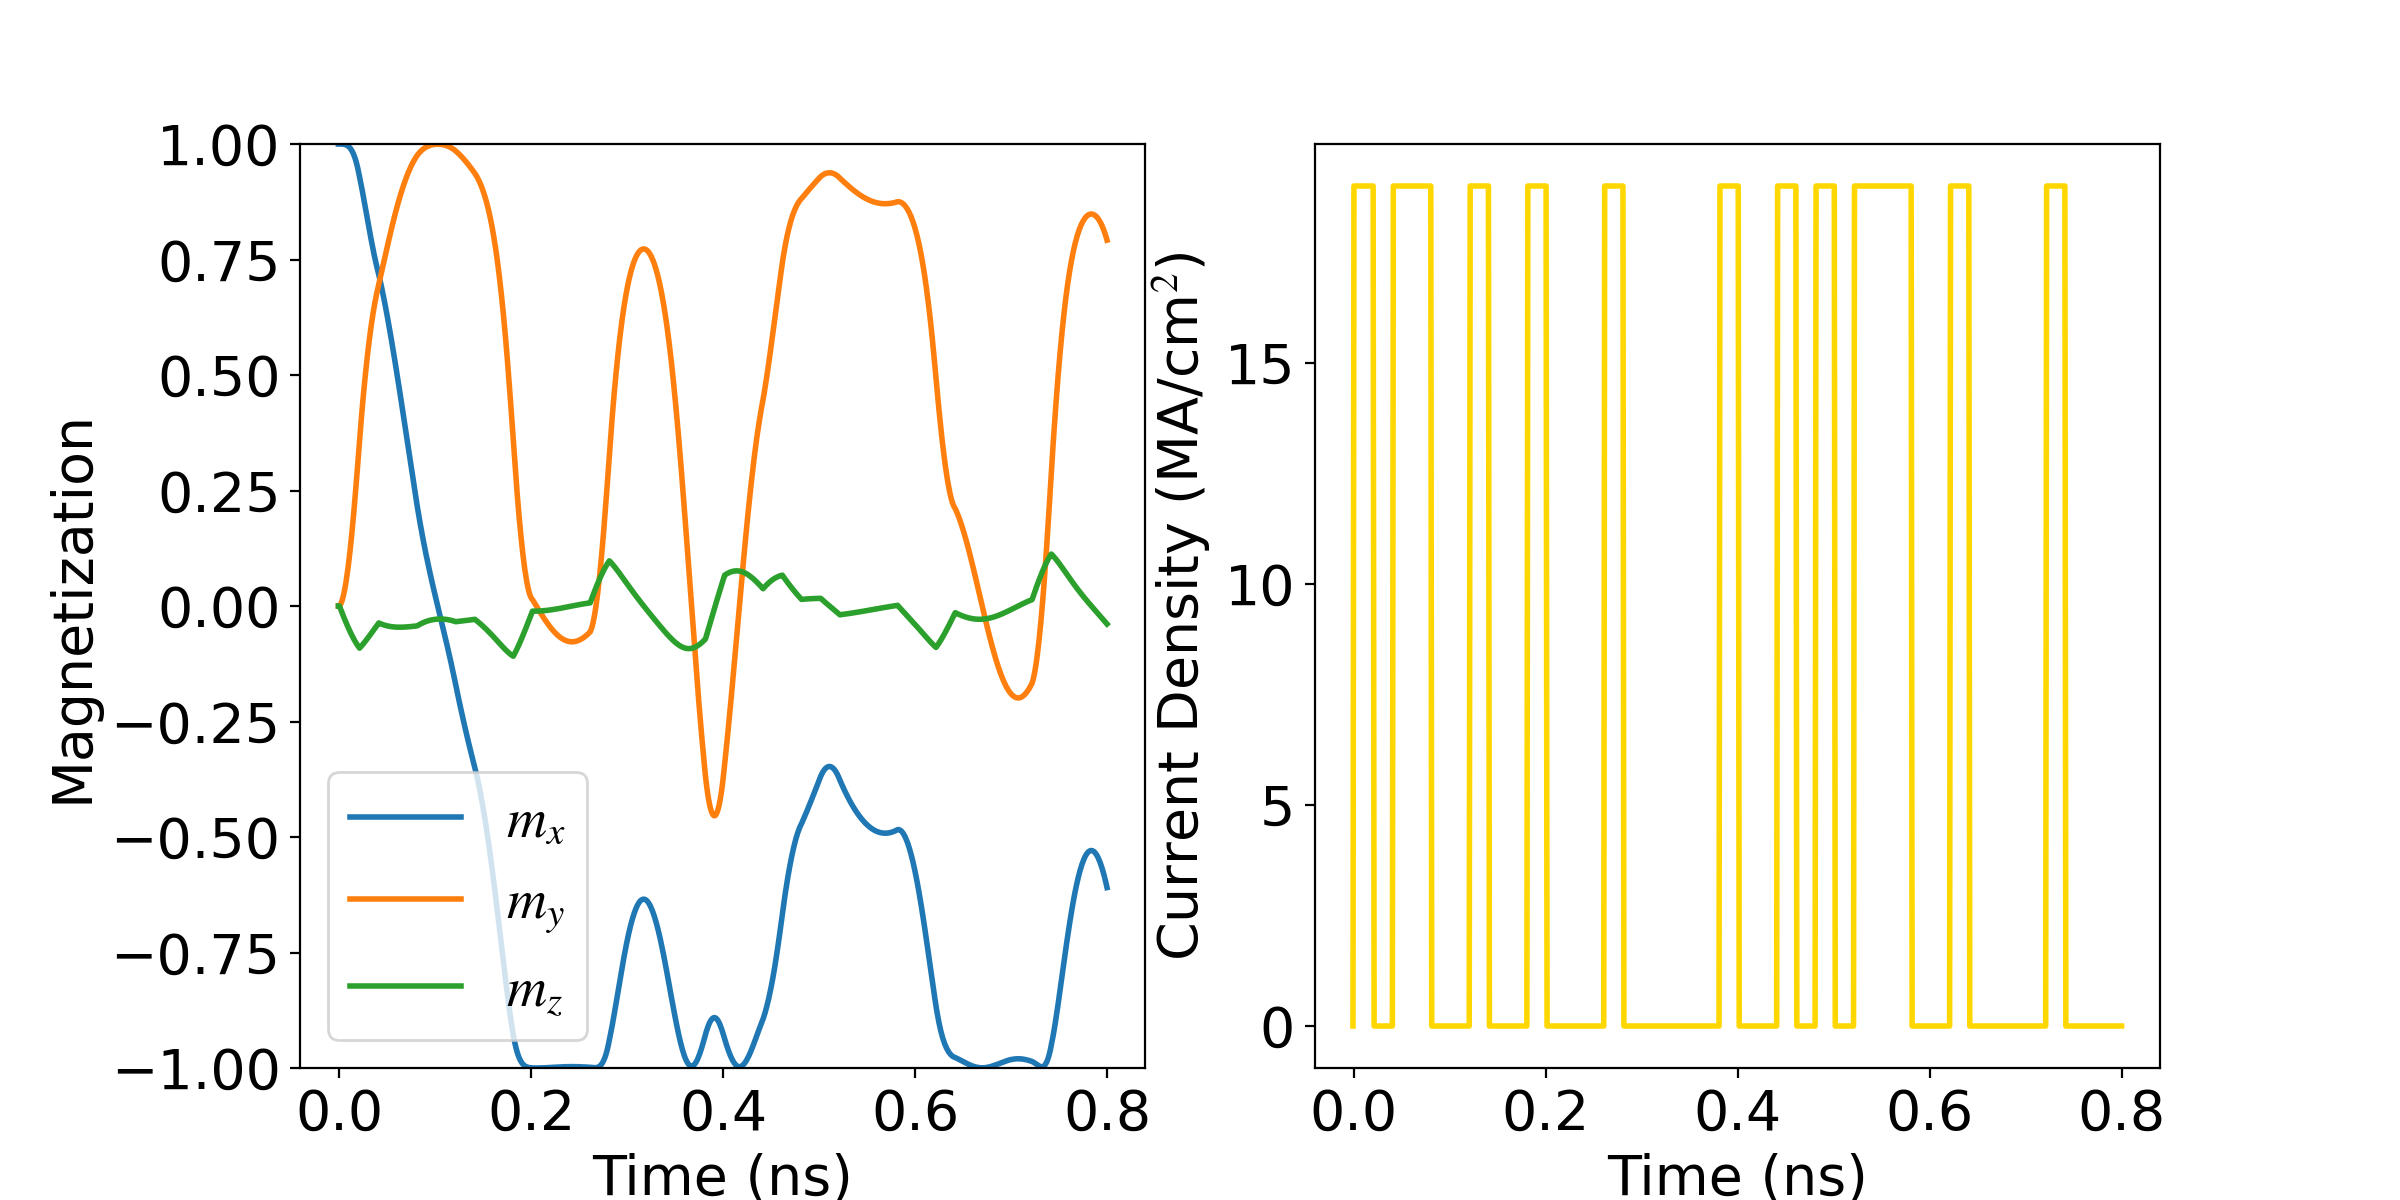 Magnetization
1.00
0.75
0.50
0.25
0.00
−0.25
−0.50
−0.75
−1.00
m_x
m_y
m_z
0.0 0.2 0.4 0.6 0.8
Time (ns)
Current Density (MA/cm²)
15
10
5
0
0.0 0.2 0.4 0.6 0.8
Time (ns)